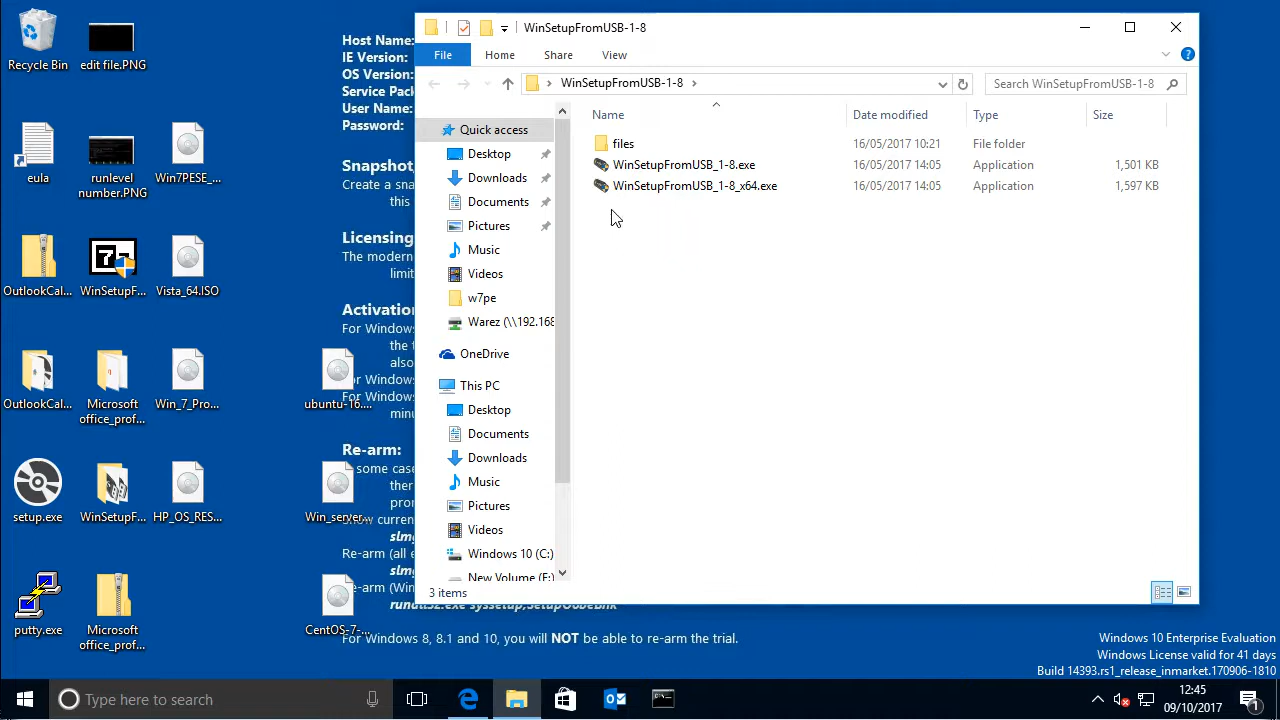 Recycle Bin
edit file.PNG
eula
runlevel
number.PNG
Win7PESE_...
OutlookCal...
WinSetupF...
Vista_64.ISO
OutlookCal...
Microsoft
office_prof...
Win_7_Pro...
ubuntu-16....
setup.exe
WinSetupF...
HP_OS_RES...
Win_server...
putty.exe
Microsoft
office_prof...
CentOS-7-...
Host Name:
IE Version:
OS Version:
Service Pack
User Name:
Password:
Snapshot,
Create a sna
this
Licensing
The modern
limit
Activation
For Windows
the t
also
For Windows
For Windows
minu
Re-arm:
some case
ther
pron
now current
slmg
Re-arm (all e
slmg
Re-arm (Win
rundll32.exe syssetup,SetupOobeBnk
For Windows 8, 8.1 and 10, you will NOT be able to re-arm the trial.
WinSetupFromUSB-1-8
File Home Share View
WinSetupFromUSB-1-8
Search WinSetupFromUSB-1-8
Quick access
Desktop
Downloads
Documents
Pictures
Music
Videos
w7pe
Warez (\\192.168
OneDrive
This PC
Desktop
Documents
Downloads
Music
Pictures
Videos
Windows 10 (C:)
New Volume (E:)
Name Date modified Type Size
files 16/05/2017 10:21 File folder
WinSetupFromUSB_1-8.exe 16/05/2017 14:05 Application 1,501 KB
WinSetupFromUSB_1-8_x64.exe 16/05/2017 14:05 Application 1,597 KB
3 items
Windows 10 Enterprise Evaluation
Windows License valid for 41 days
Build 14393.rs1_release_inmarket.170906-1810
Type here to search
12:45
09/10/2017
1